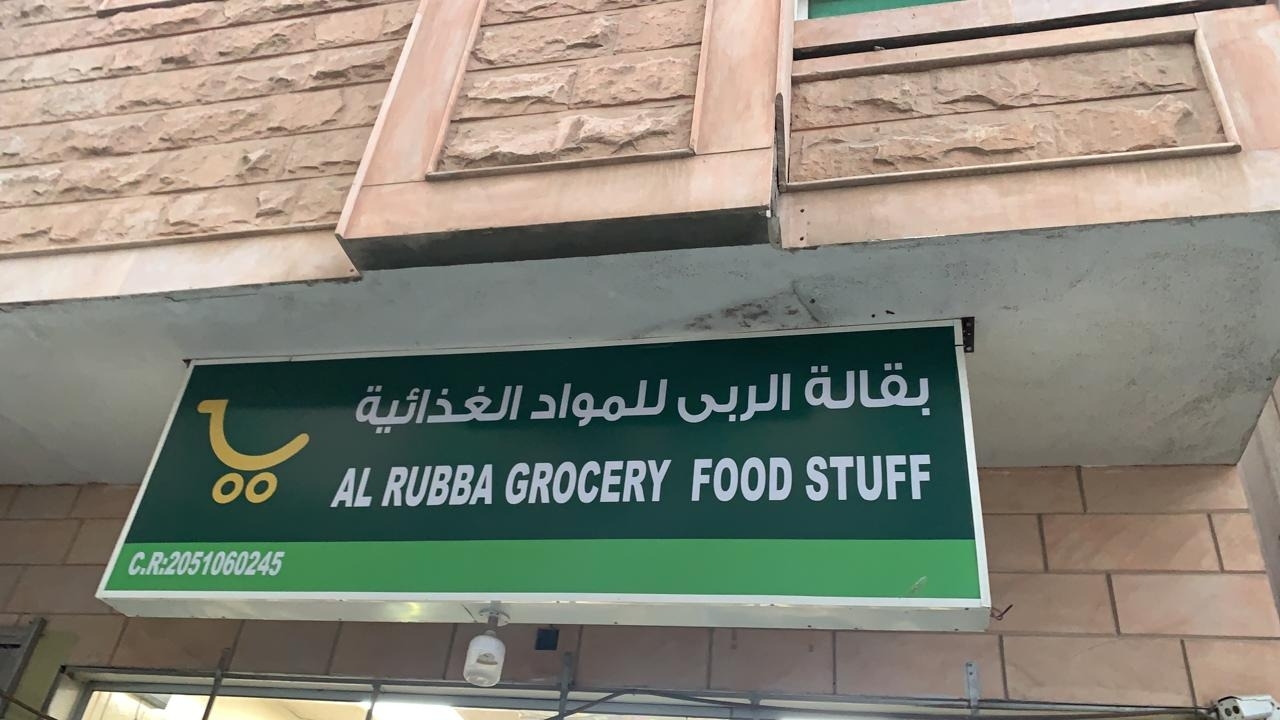 بقالة الربى للمواد الغذائية
AL RUBBA GROCERY FOOD STUFF
C.R:2051060245